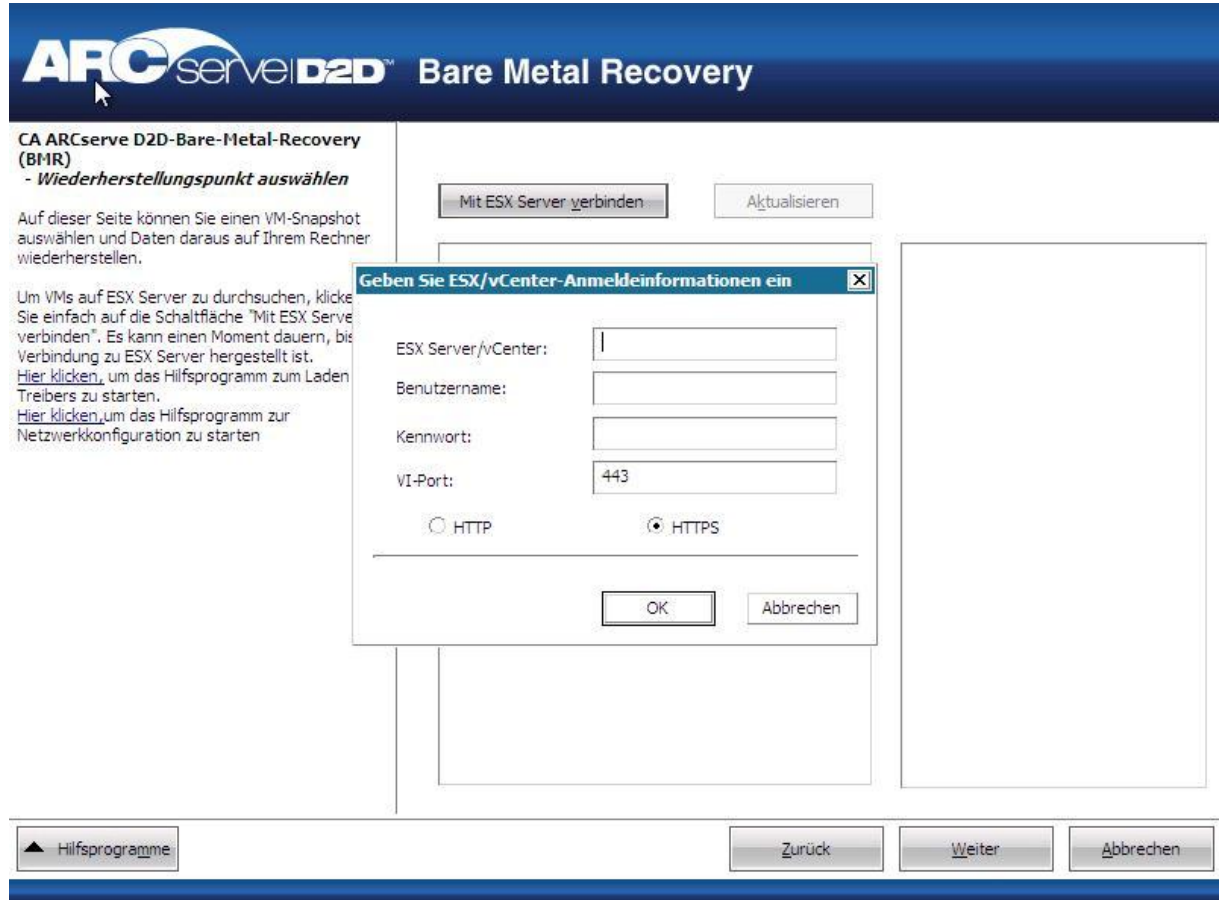 ARCserve D2D™ Bare Metal Recovery
CA ARCserve D2D-Bare-Metal-Recovery
(BMR)
- Wiederherstellungspunkt auswählen
Auf dieser Seite können Sie einen VM-Snapshot
auswählen und Daten daraus auf Ihrem Rechner
wiederherstellen.
Um VMs auf ESX Server zu durchsuchen, klicke
Sie einfach auf die Schaltfläche "Mit ESX Serve
verbinden". Es kann einen Moment dauern, bis
Verbindung zu ESX Server hergestellt ist.
Hier klicken, um das Hilfsprogramm zum Laden
Treibers zu starten.
Hier klicken,um das Hilfsprogramm zur
Netzwerkkonfiguration zu starten
Mit ESX Server verbinden
Aktualisieren
Geben Sie ESX/vCenter-Anmeldeinformationen ein
ESX Server/vCenter:
Benutzername:
Kennwort:
VI-Port: 443
HTTP HTTPS
OK Abbrechen
Hilfsprogramme
Zurück
Weiter
Abbrechen